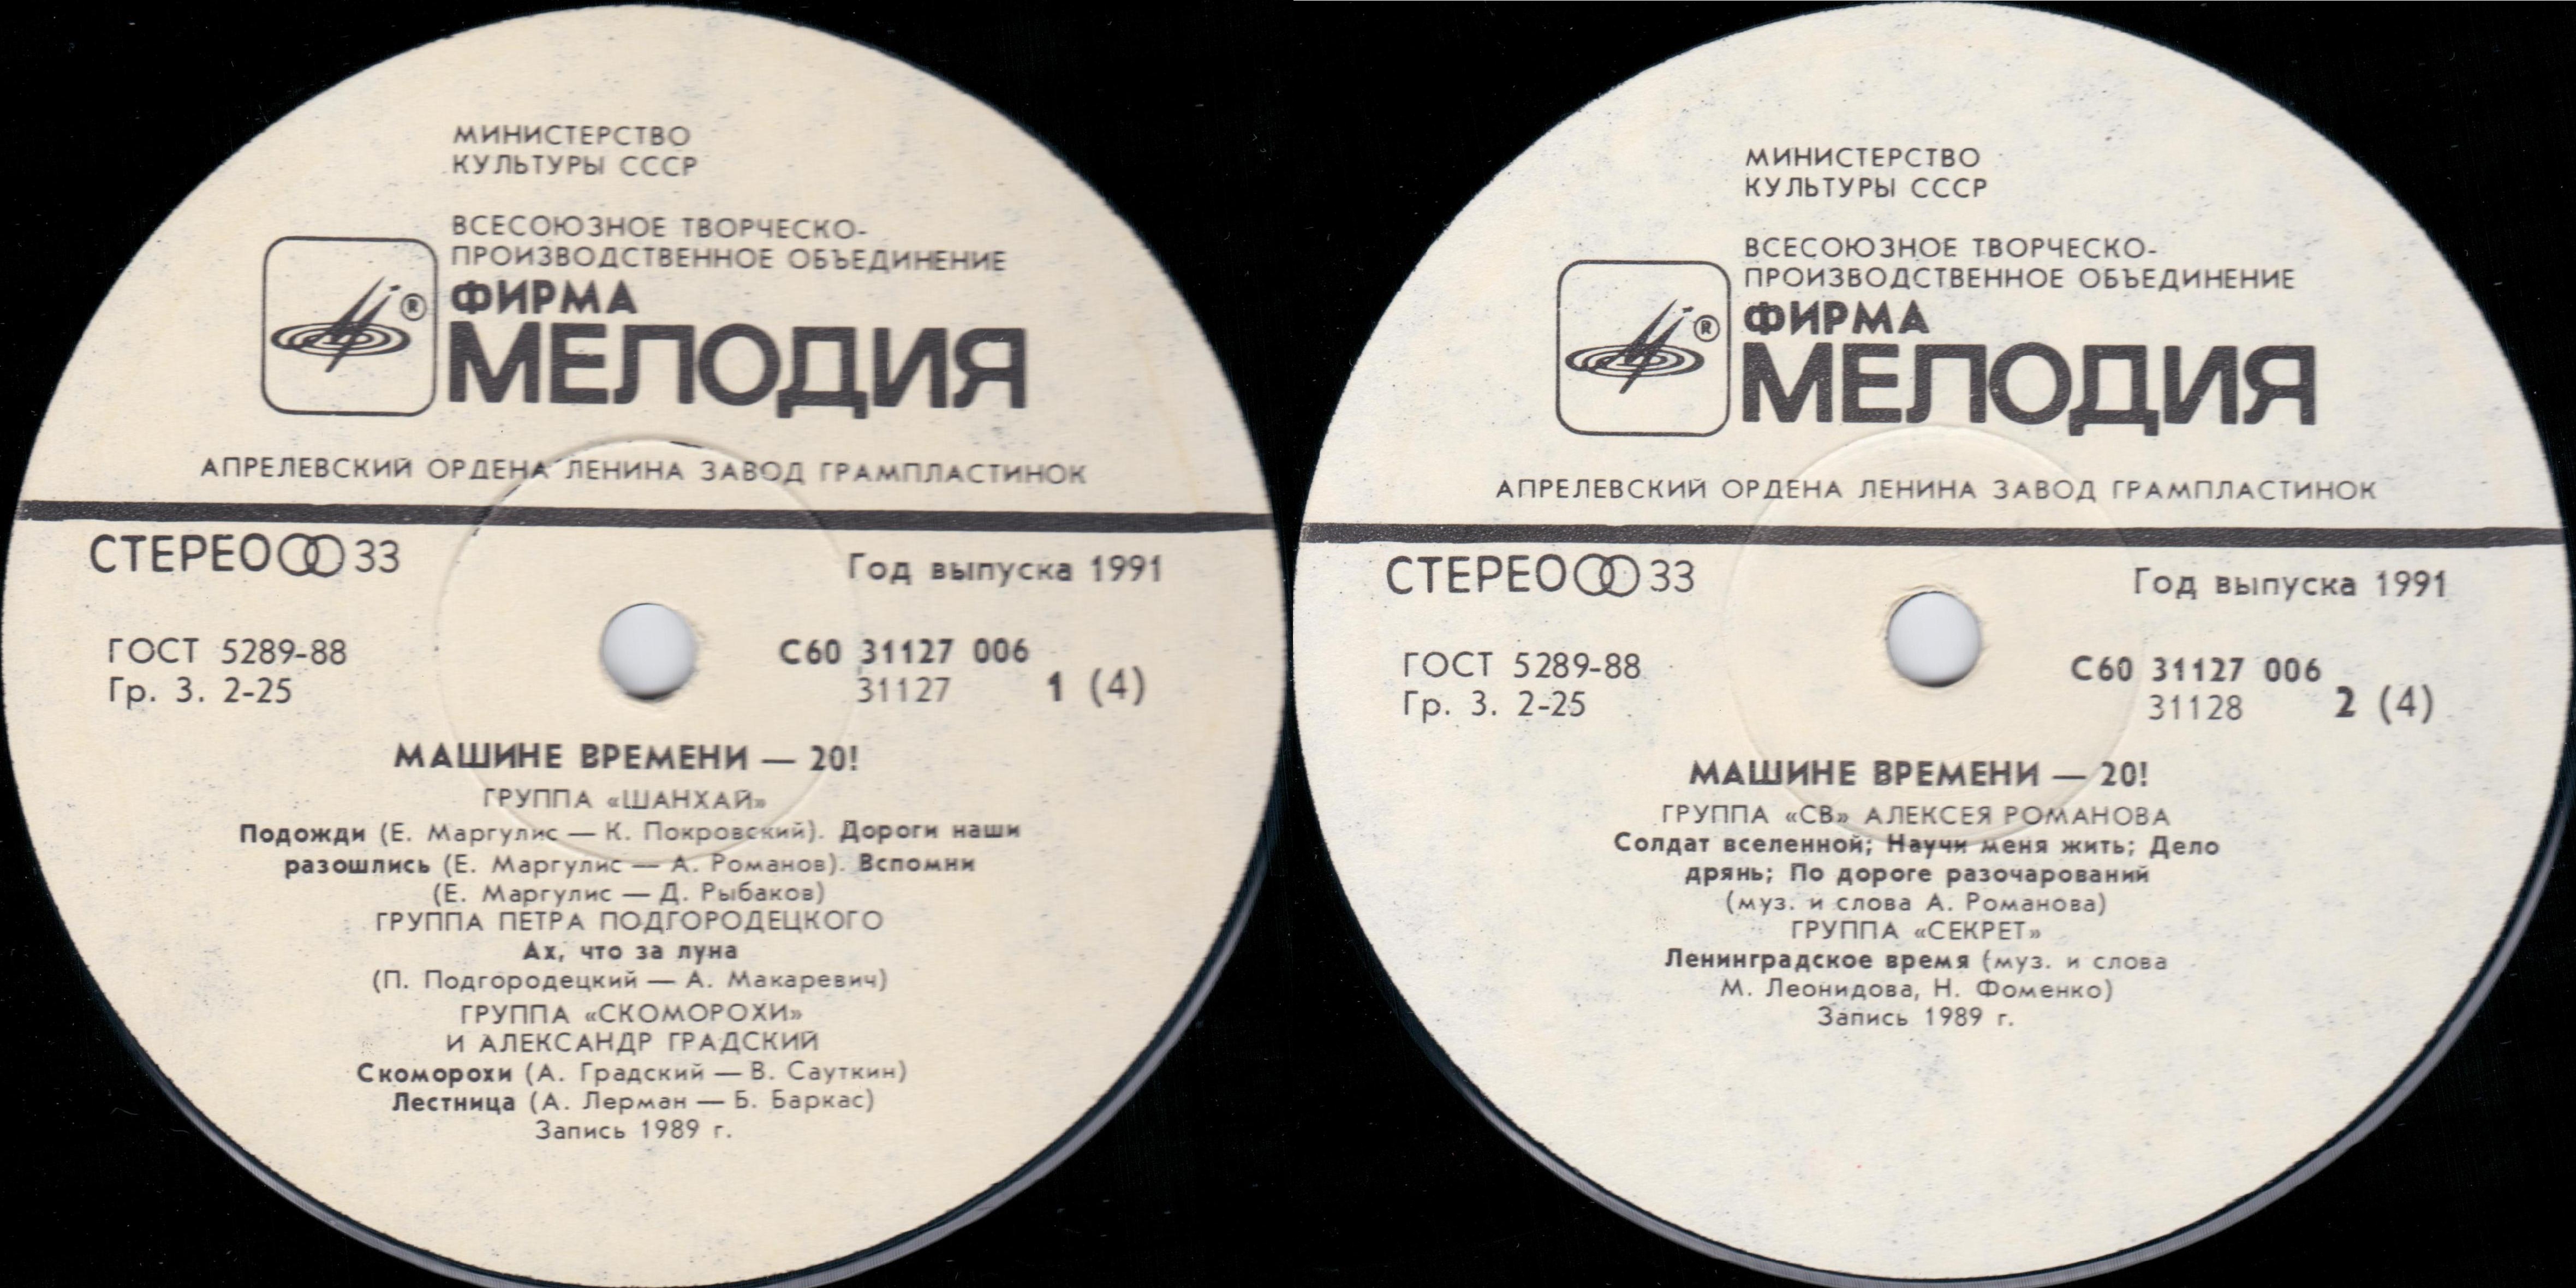 МИНИСТЕРСТВО
КУЛЬТУРЫ СССР
ВСЕСОЮЗНОЕ ТВОРЧЕСКО-
ПРОИЗВОДСТВЕННОЕ ОБЪЕДИНЕНИЕ
®
ФИРМА
МЕЛОДИЯ
АПРЕЛЕВСКИЙ ОРДЕНА ЛЕНИНА ЗАВОД ГРАМПЛАСТИНОК
СТЕРЕО 33
Год выпуска 1991
ГОСТ 5289-88
Гр. 3. 2-25
С60 31127 006
31127 1 (4)
МАШИНЕ ВРЕМЕНИ — 20!
ГРУППА «ШАНХАЙ»
Подожди (Е. Маргулис — К. Покровский). Дороги наши
разошлись (Е. Маргулис — А. Романов). Вспомни
(Е. Маргулис — Д. Рыбаков)
ГРУППА ПЕТРА ПОДГОРОДЕЦКОГО
Ах, что за луна
(П. Подгородецкий — А. Макаревич)
ГРУППА «СКОМОРОХИ»
И АЛЕКСАНДР ГРАДСКИЙ
Скоморохи (А. Градский — В. Сауткин)
Лестница (А. Лерман — Б. Баркас)
Запись 1989 г.
МИНИСТЕРСТВО
КУЛЬТУРЫ СССР
ВСЕСОЮЗНОЕ ТВОРЧЕСКО-
ПРОИЗВОДСТВЕННОЕ ОБЪЕДИНЕНИЕ
®
ФИРМА
МЕЛОДИЯ
АПРЕЛЕВСКИЙ ОРДЕНА ЛЕНИНА ЗАВОД ГРАМПЛАСТИНОК
СТЕРЕО 33
Год выпуска 1991
ГОСТ 5289-88
Гр. 3. 2-25
С60 31127 006
31128 2 (4)
МАШИНЕ ВРЕМЕНИ — 20!
ГРУППА «СВ» АЛЕКСЕЯ РОМАНОВА
Солдат вселенной; Научи меня жить; Дело
дрянь; По дороге разочарований
(муз. и слова А. Романова)
ГРУППА «СЕКРЕТ»
Ленинградское время (муз. и слова
М. Леонидова, Н. Фоменко)
Запись 1989 г.